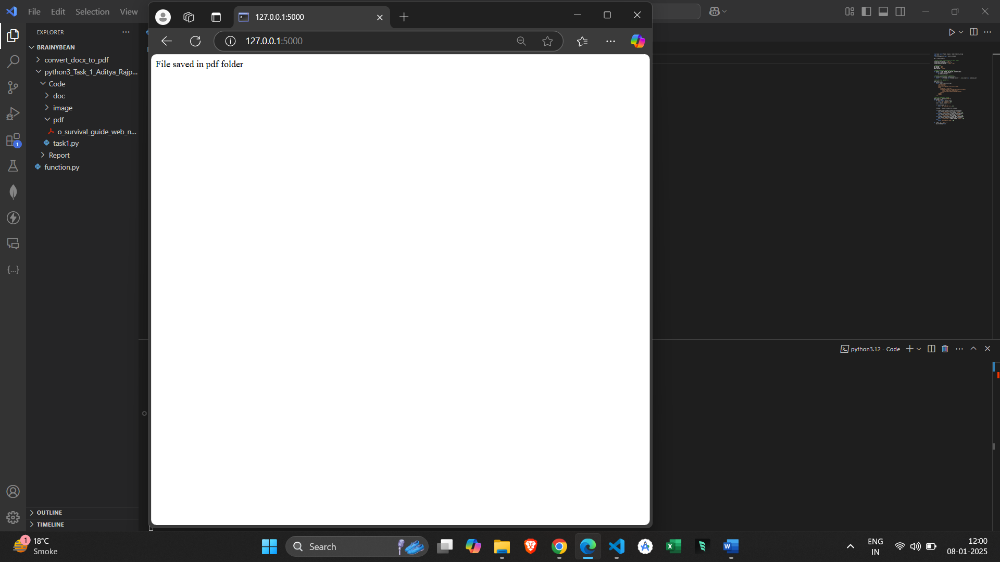 File Edit Selection View
127.0.0.1:5000
127.0.0.1:5000
EXPLORER
BRAINYBEAN
convert_docx_to_pdf
python3_Task_1_Aditya_Rajp...
Code
doc
image
pdf
o_survival_guide_web_n...
task1.py
Report
function.py
1
{...}
File saved in pdf folder
python3.12 - Code
OUTLINE
TIMELINE
1
18°C
Smoke
Search
ENG
IN
12:00
08-01-2025